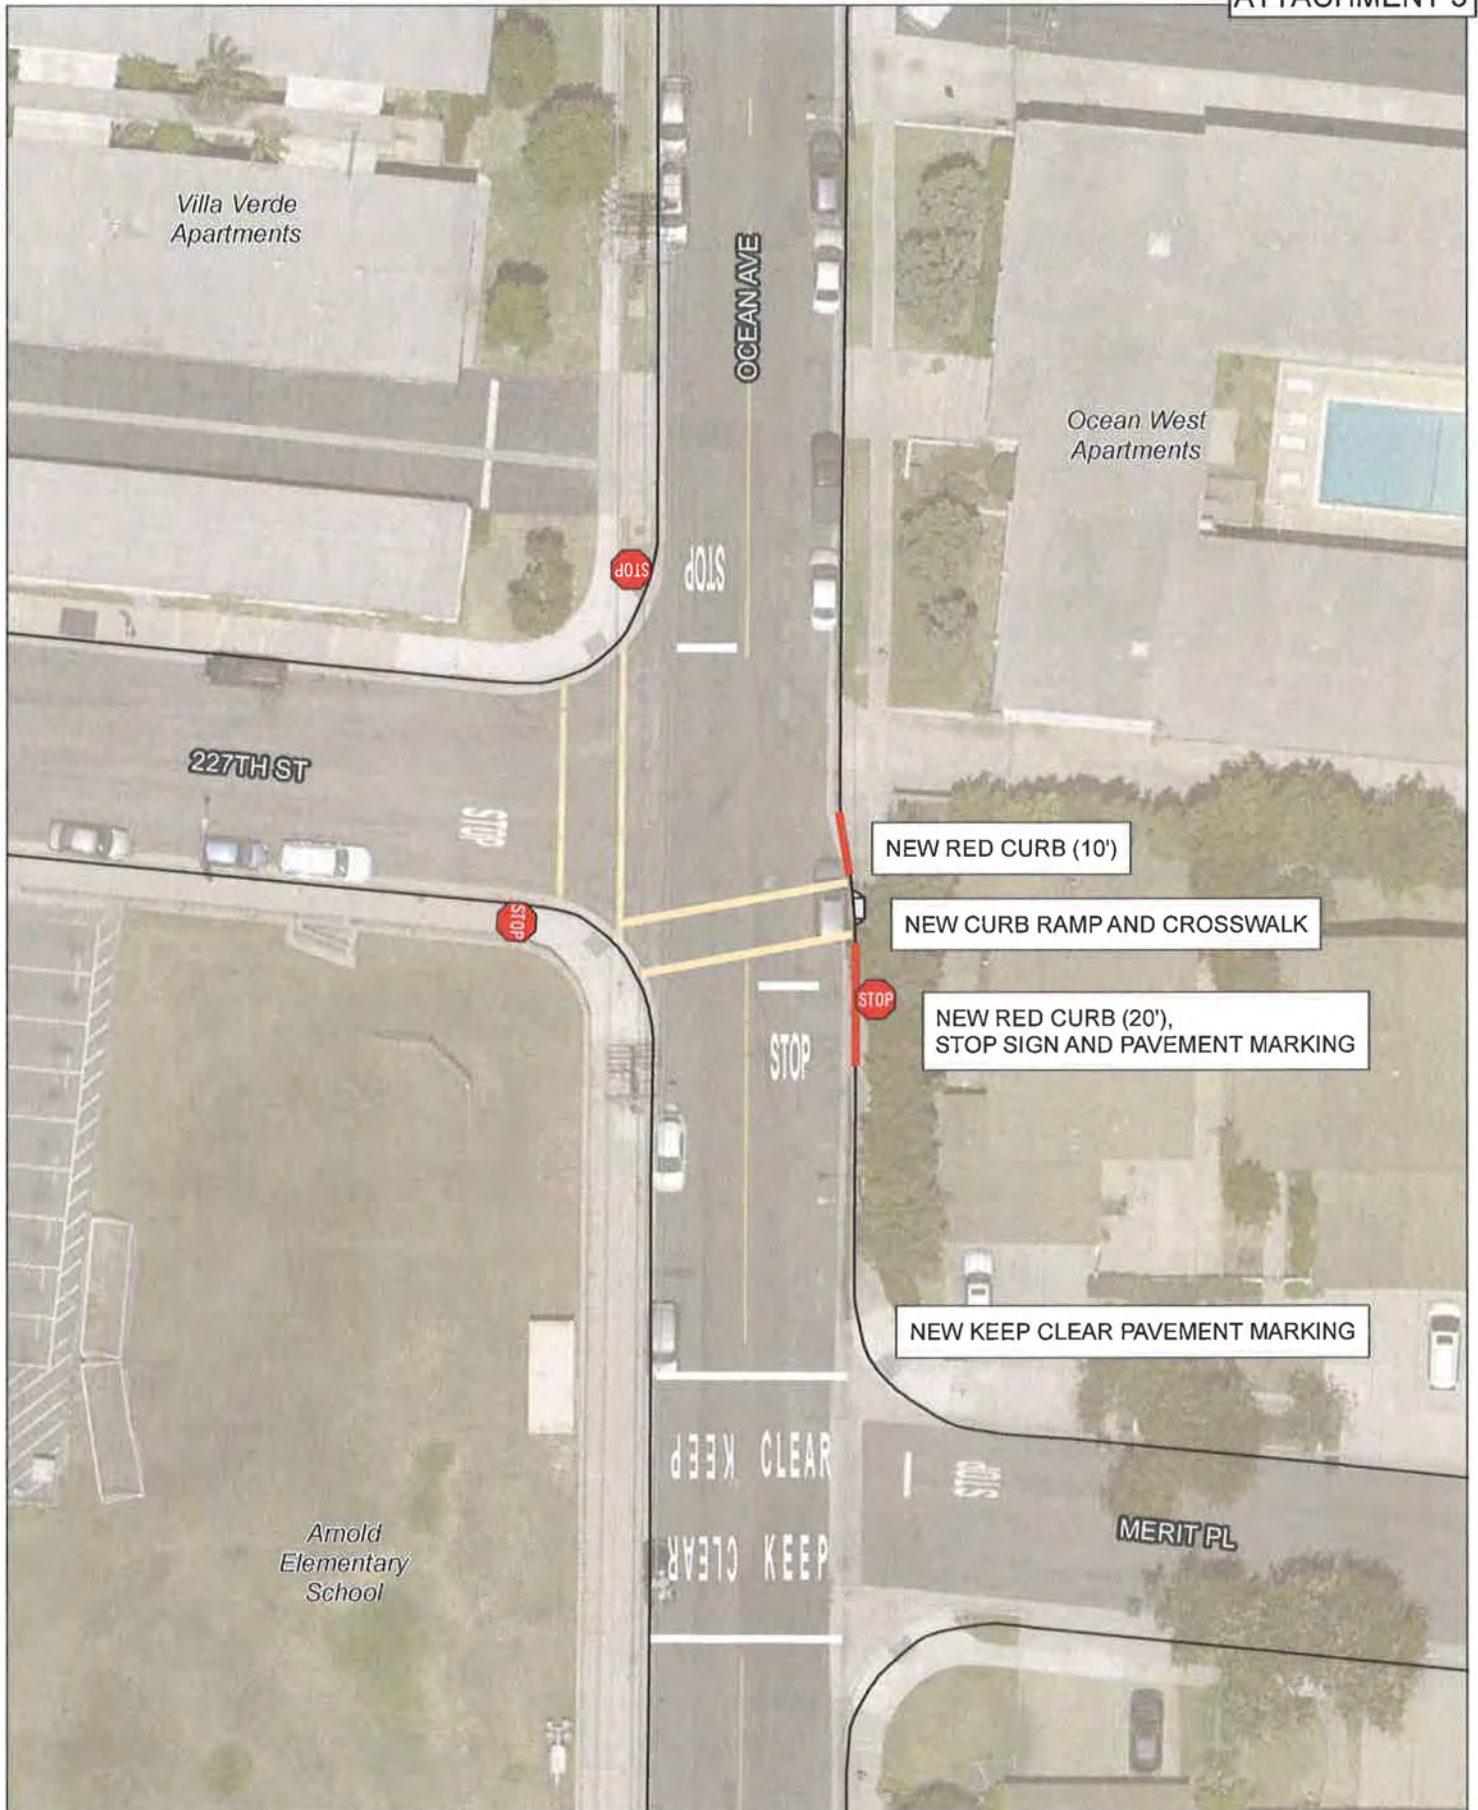 ATTACHMENT 3
Villa Verde
Apartments
OCEAN AVE
Ocean West
Apartments
STOP
STOP
227TH ST
STOP
NEW RED CURB (10')
STOP
NEW CURB RAMP AND CROSSWALK
STOP
NEW RED CURB (20'),
STOP SIGN AND PAVEMENT MARKING
STOP
NEW KEEP CLEAR PAVEMENT MARKING
KEEP CLEAR
STOP
MERIT PL
CLEAR KEEP
Arnold
Elementary
School